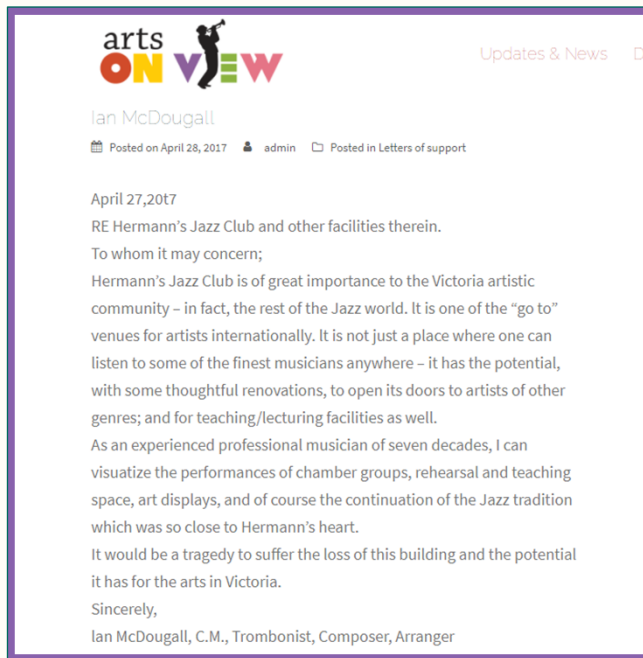 arts
ON VIEW
Updates & News D
Ian McDougall
Posted on April 28, 2017 admin Posted in Letters of support
April 27,20t7
RE Hermann's Jazz Club and other facilities therein.
To whom it may concern;
Hermann's Jazz Club is of great importance to the Victoria artistic
community – in fact, the rest of the Jazz world. lt is one of the "go to"
venues for artists internationally. lt is not just a place where one can
listen to some of the finest musicians anywhere – it has the potential,
with some thoughtful renovations, to open its doors to artists of other
genres; and for teaching/lecturing facilities as well.
As an experienced professional musician of seven decades, I can
visuatize the performances of chamber groups, rehearsal and teaching
space, art displays, and of course the continuation of the Jazz tradition
which was so close to Hermann's heart.
It would be a tragedy to suffer the loss of this building and the potential
it has for the arts in Victoria.
Sincerely,
lan McDougall, C.M., Trombonist, Composer, Arranger